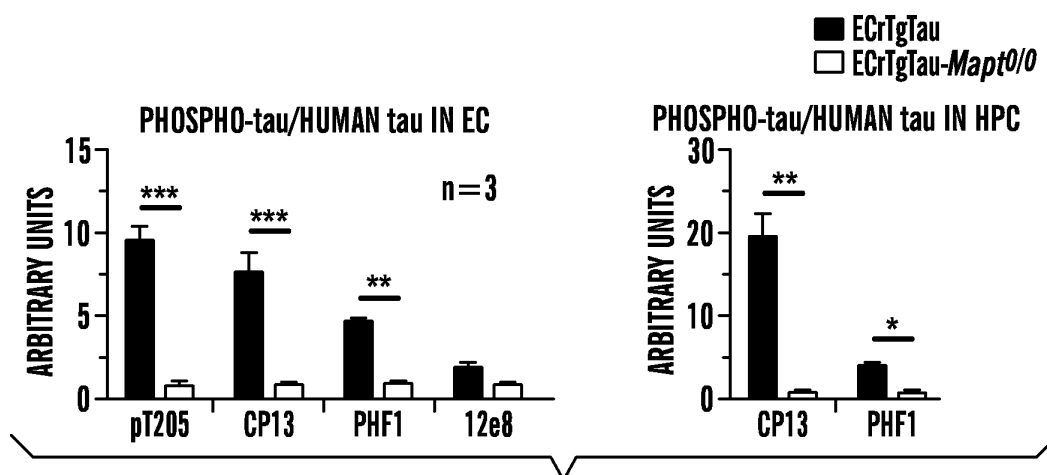 ECrTgTau
ECrTgTau-Mapt0/0
PHOSPHO-tau/HUMAN tau IN EC
ARBITRARY UNITS
15
10
5
0
***
***
**
n=3
pT205 CP13 PHF1 12e8
PHOSPHO-tau/HUMAN tau IN HPC
ARBITRARY UNITS
30
20
10
0
**
*
CP13 PHF1